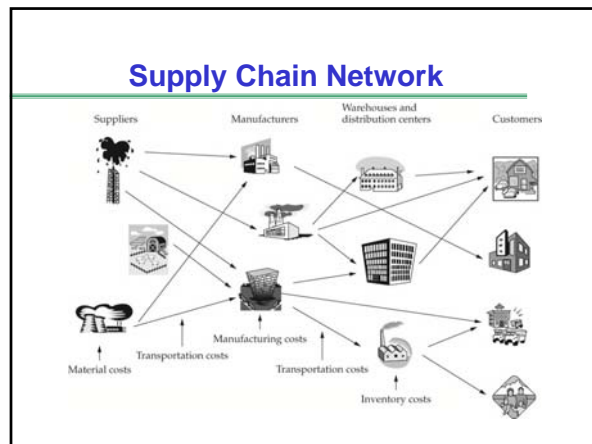 Supply Chain Network
Suppliers
Manufacturers
Warehouses and
distribution centers
Customers
Material costs
Transportation costs
Manufacturing costs
Transportation costs
Inventory costs